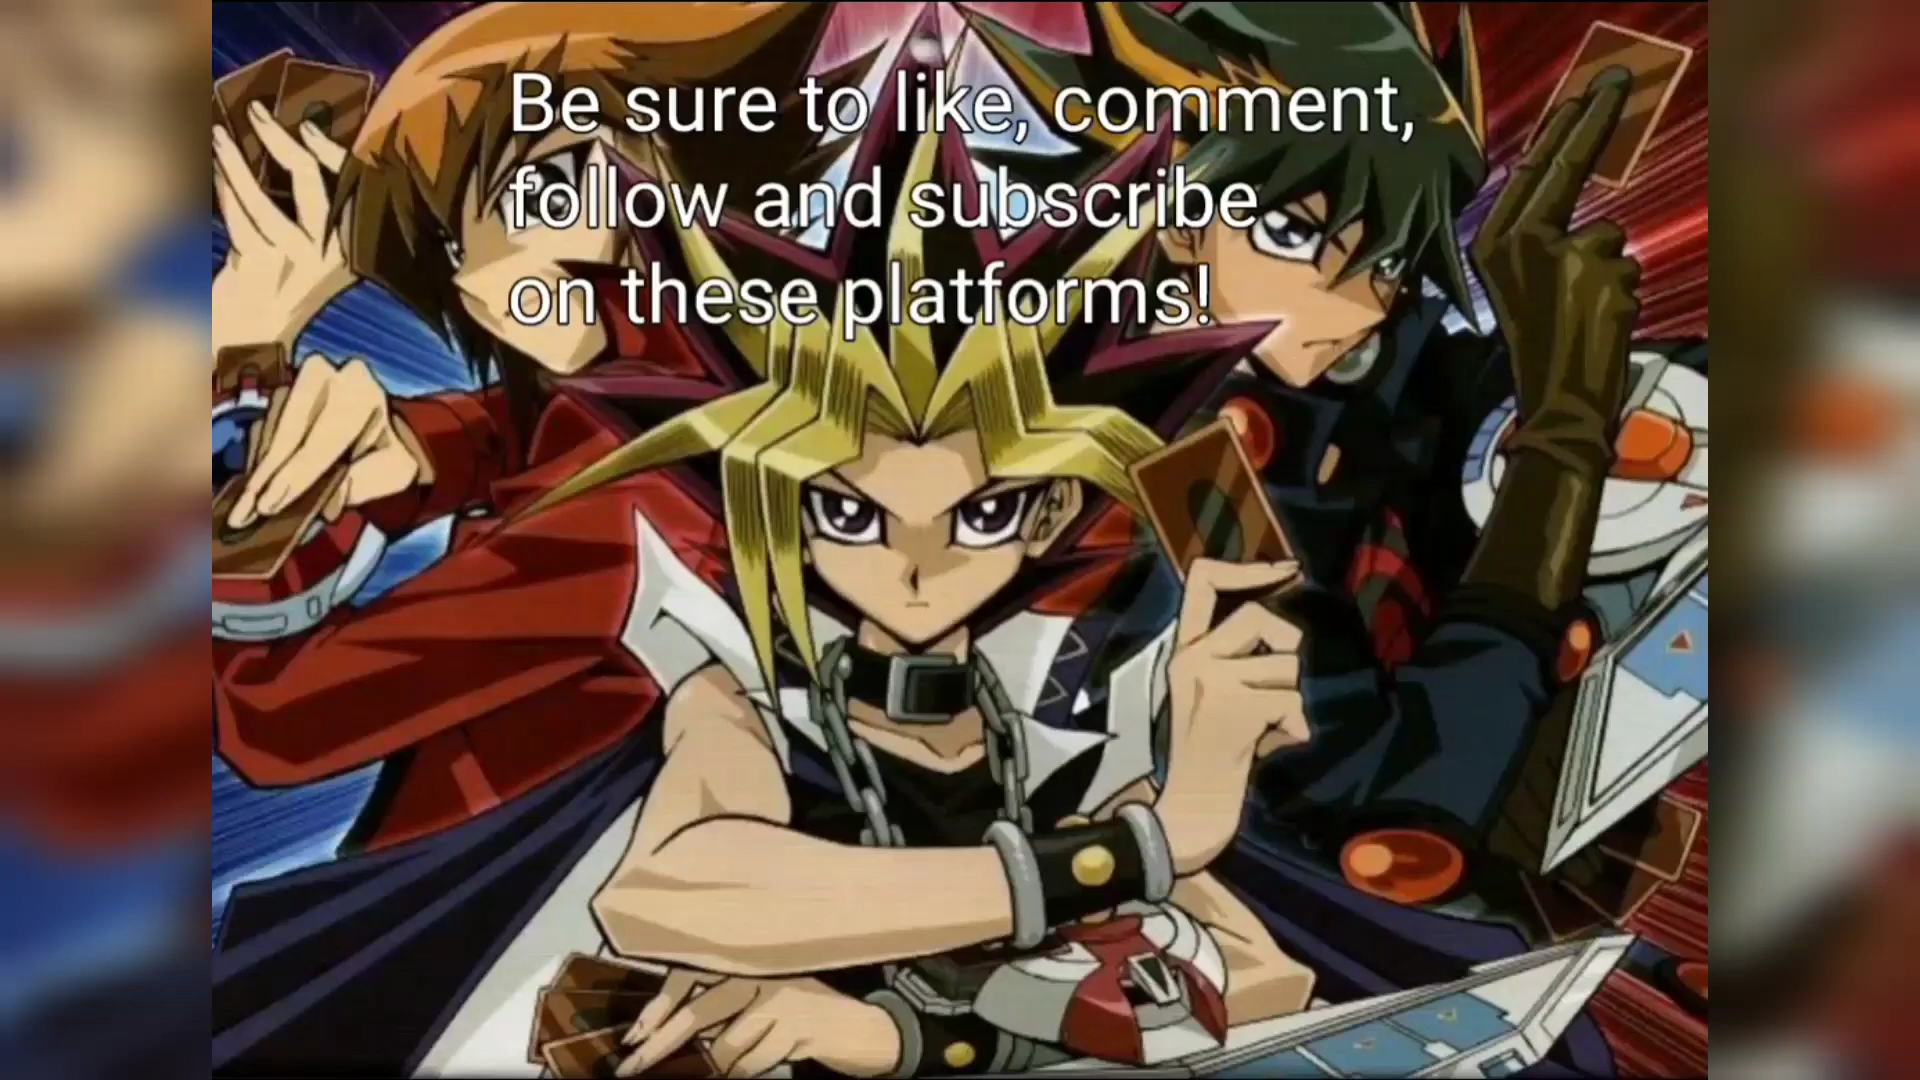 Be sure to like, comment,
follow and subscribe
on these platforms!